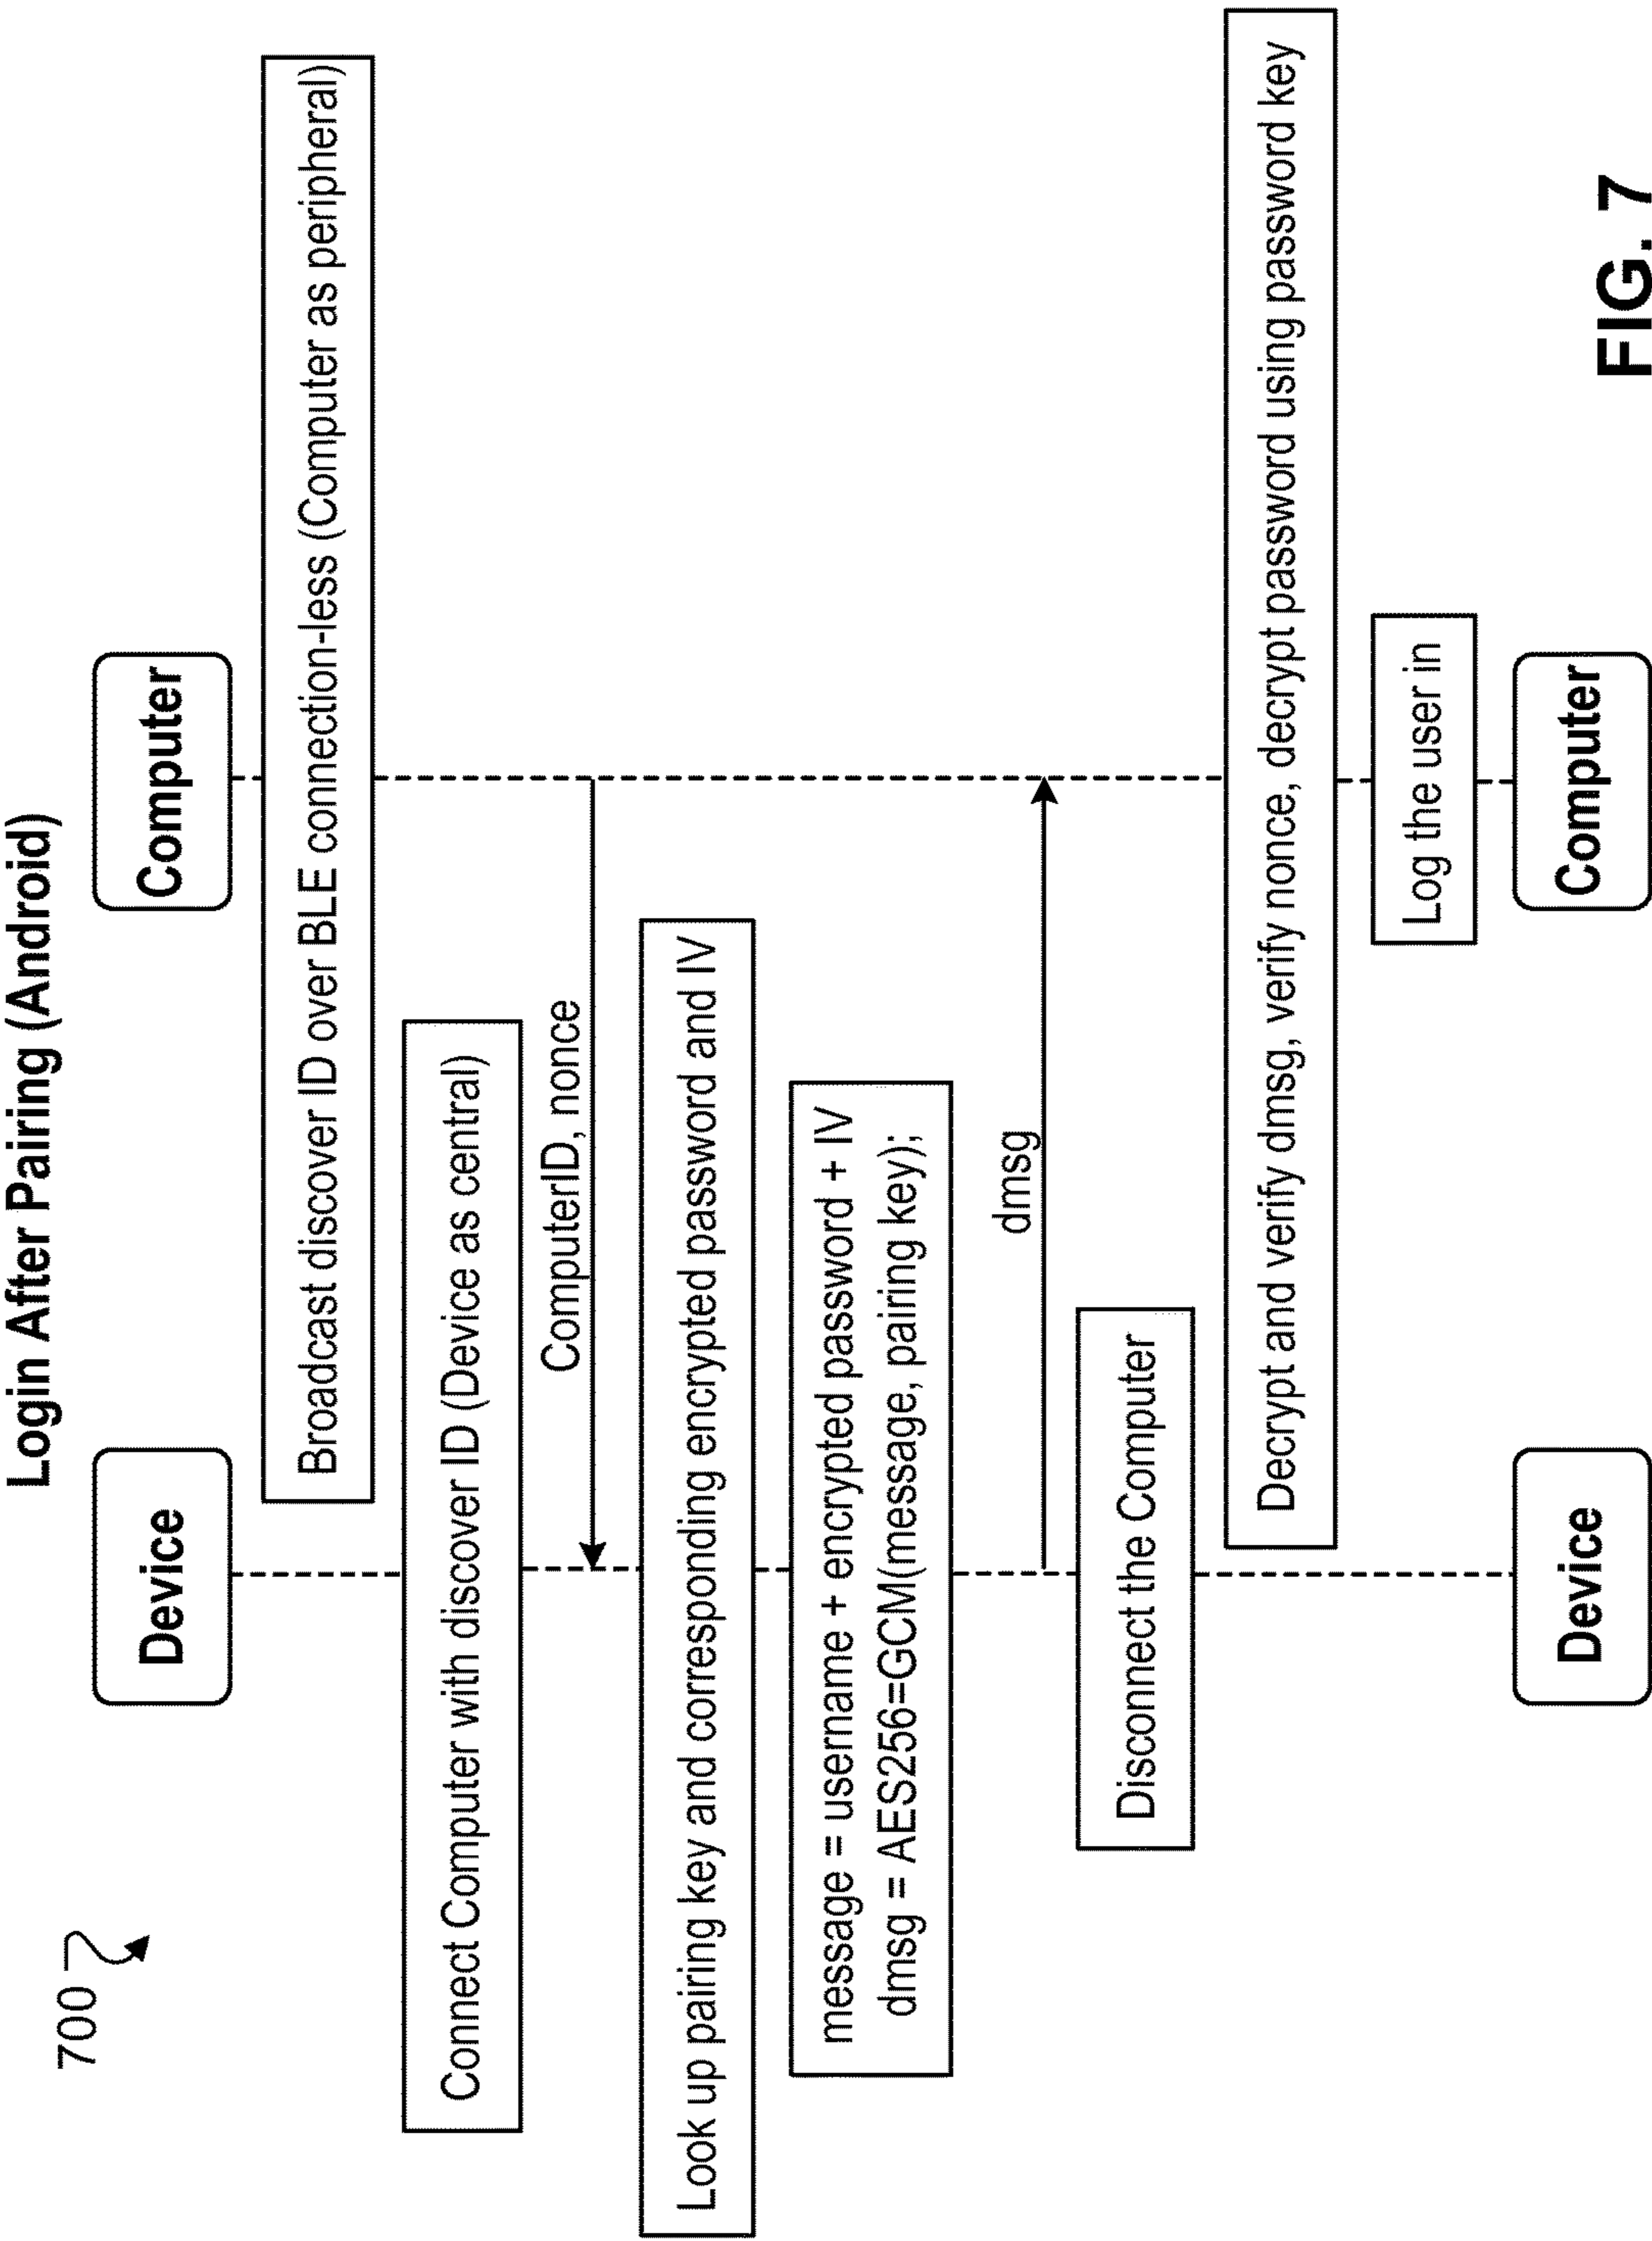 700
Login After Pairing (Android)
Device
Computer
Broadcast discover ID over BLE connection-less (Computer as peripheral)
Connect Computer with discover ID (Device as central)
ComputerID, nonce
Look up pairing key and corresponding encrypted password and IV
message = username + encrypted password + IV
dmsg = AES256=GCM(message, pairing key);
dmsg
Disconnect the Computer
Decrypt and verify dmsg, verify nonce, decrypt password using password key
Log the user in
Device
Computer
FIG. 7